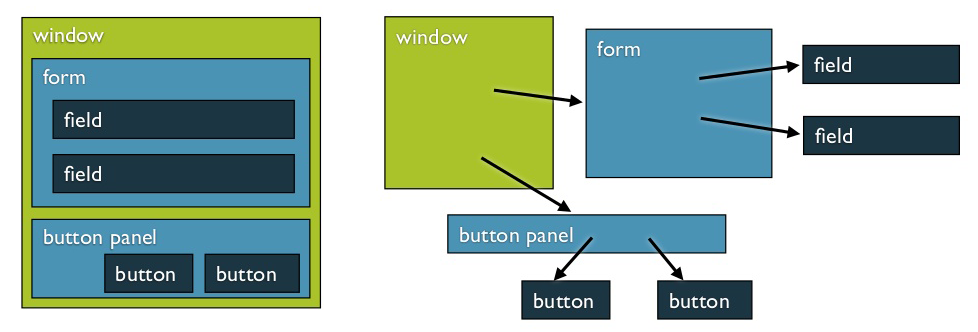 window
form
field
field
button panel
button
button
window
form
field
field
button panel
button
button